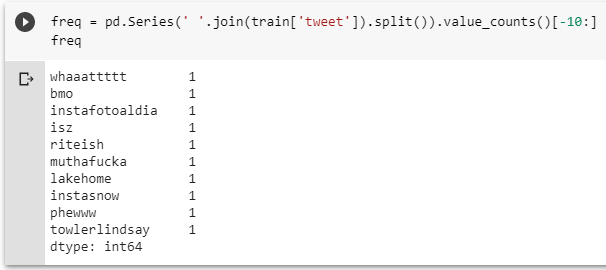 freq = pd.Series(' '.join(train['tweet']).split()).value_counts()[-10:]
freq
whaaattttt 1
bmo 1
instafotoaldia 1
isz 1
riteish 1
muthafucka 1
lakehome 1
instasnow 1
phewww 1
towlerlindsay 1
dtype: int64